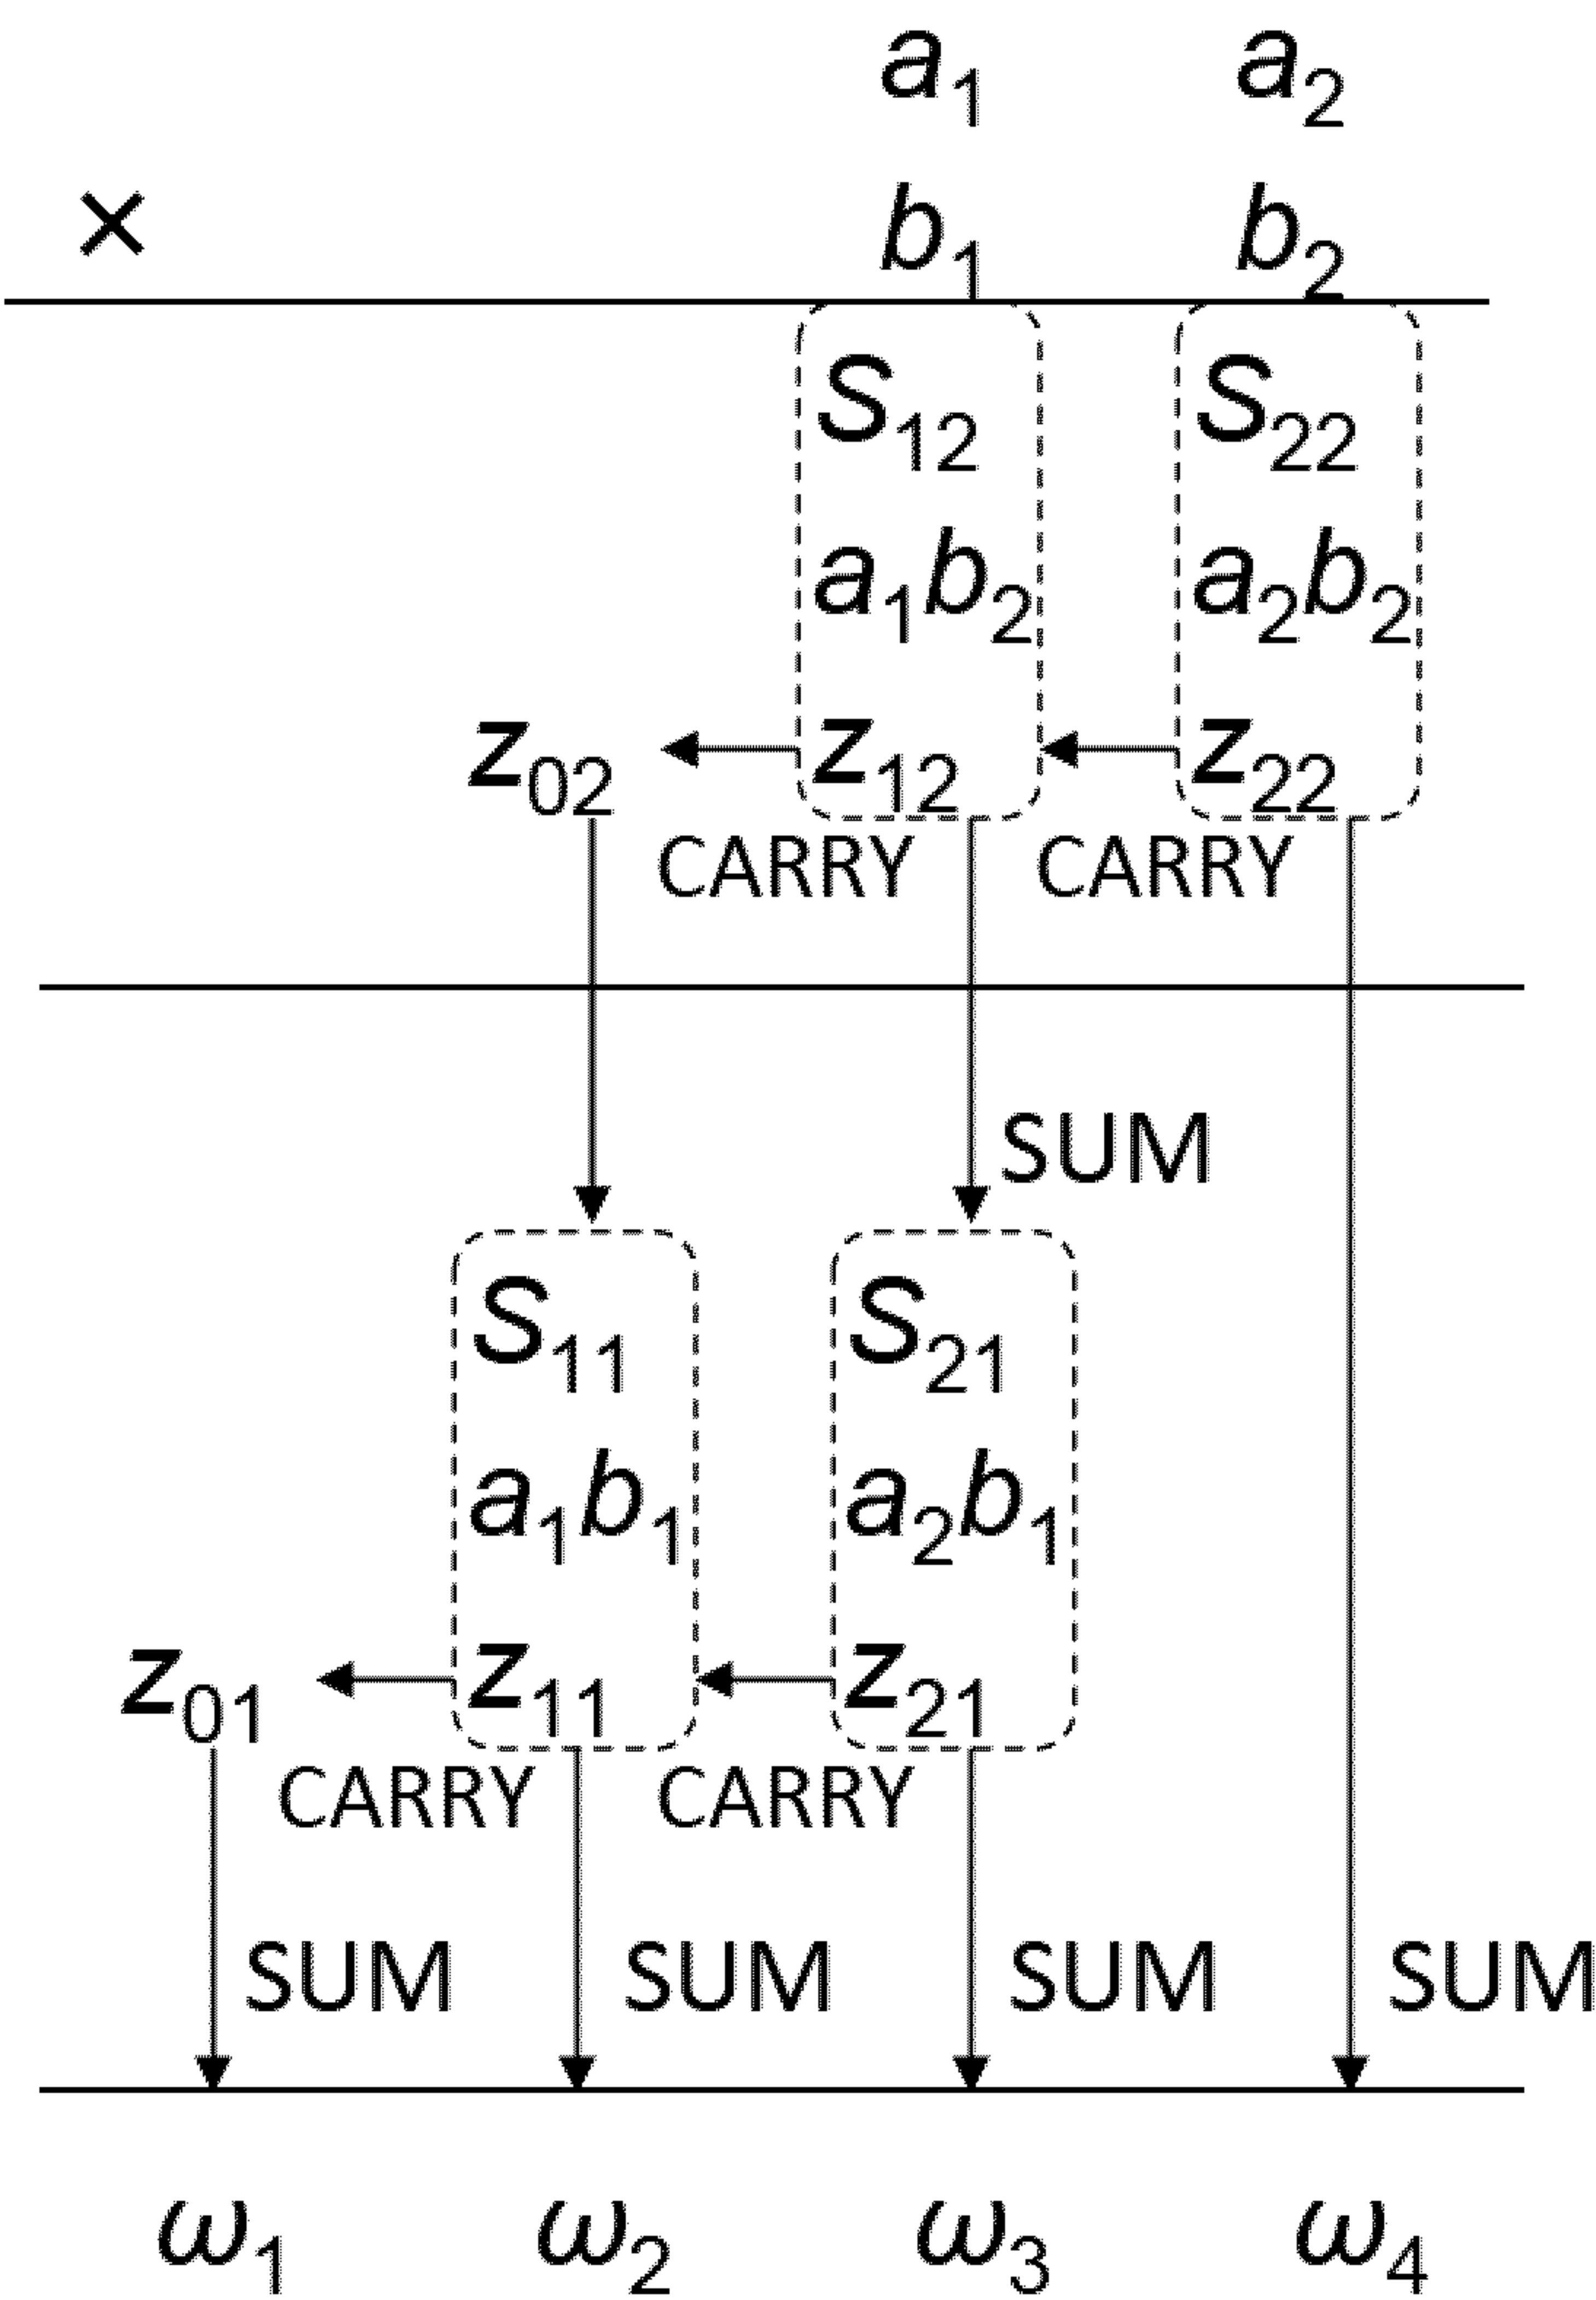 a₁ a₂
× b₁ b₂
S₁₂ S₂₂
a₁b₂ a₂b₂
z₀₂ z₁₂ z₂₂
CARRY CARRY
SUM
S₁₁ S₂₁
a₁b₁ a₂b₁
z₀₁ z₁₁ z₂₁
CARRY CARRY
SUM SUM SUM SUM
ω₁ ω₂ ω₃ ω₄